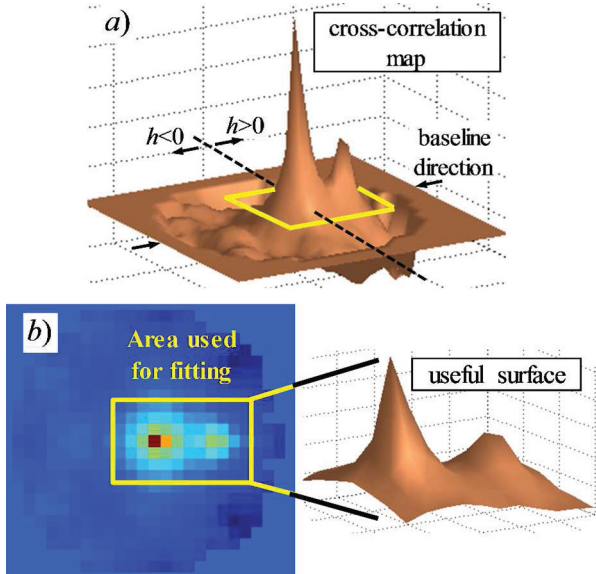 a)
cross-correlation
map
h<0
h>0
baseline
direction
b)
Area used
for fitting
useful surface